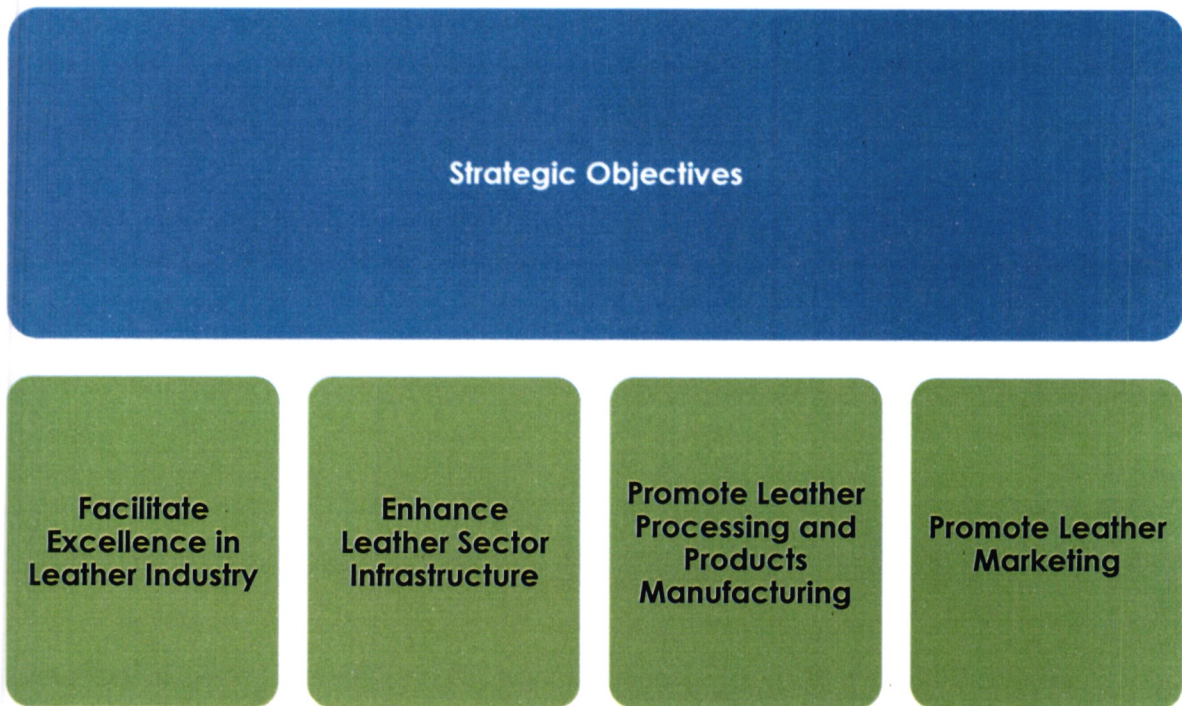 Strategic Objectives
Facilitate
Excellence in
Leather Industry
Enhance
Leather Sector
Infrastructure
Promote Leather
Processing and
Products
Manufacturing
Promote Leather
Marketing